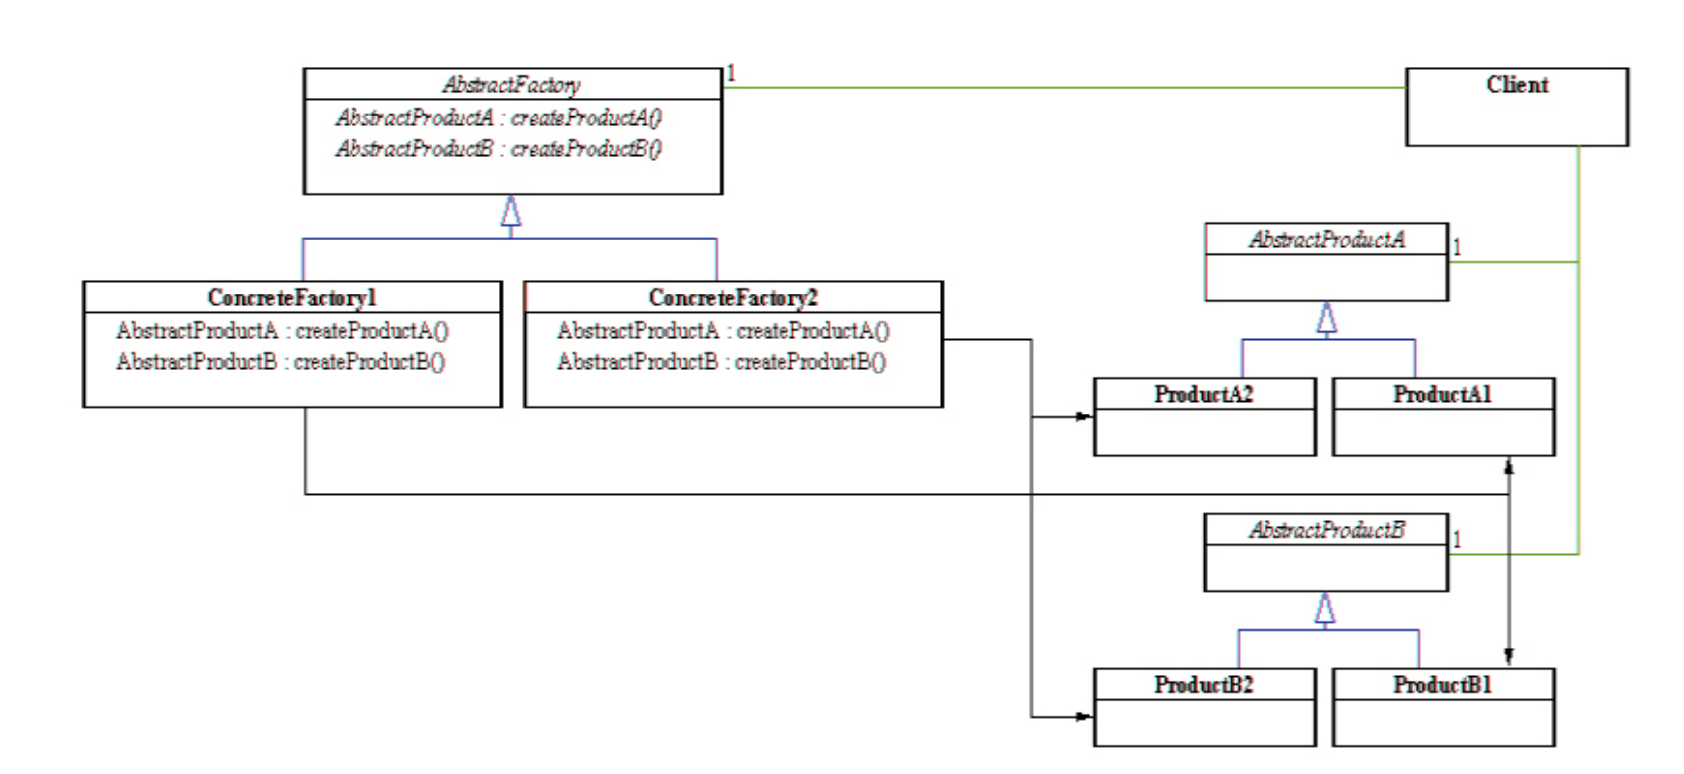 AbstractFactory
1
AbstractProductA : createProductA()
AbstractProductB : createProductB()
Client
AbstractProductA
1
ConcreteFactory1
AbstractProductA : createProductA()
AbstractProductB : createProductB()
ConcreteFactory2
AbstractProductA : createProductA()
AbstractProductB : createProductB()
ProductA2
ProductA1
AbstractProductB
1
ProductB2
ProductB1